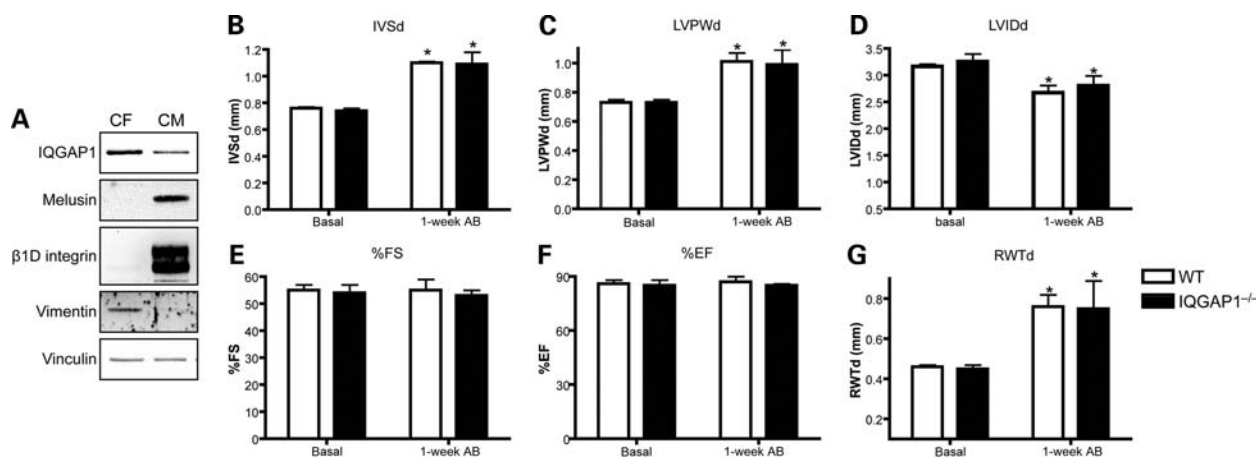 A
CF CM
IQGAP1
Melusin
β1D integrin
Vimentin
Vinculin
B
IVSd
IVSd (mm)
1.2
1.0
0.8
0.6
0.4
0.2
0.0
* *
Basal 1-week AB
C
LVPWd
LVPWd (mm)
1.0
0.8
0.6
0.4
0.2
0.0
* *
Basal 1-week AB
D
LVIDd
LVIDd (mm)
3.5
3.0
2.5
2.0
1.5
1.0
0.5
* *
basal 1-week AB
E
%FS
%FS
60
50
40
30
20
10
0
Basal 1-week AB
F
%EF
%EF
90
60
30
0
Basal 1-week AB
G
RWTd
RWTd (mm)
0.8
0.6
0.4
0.2
* *
Basal 1-week AB
WT
IQGAP1⁻/⁻